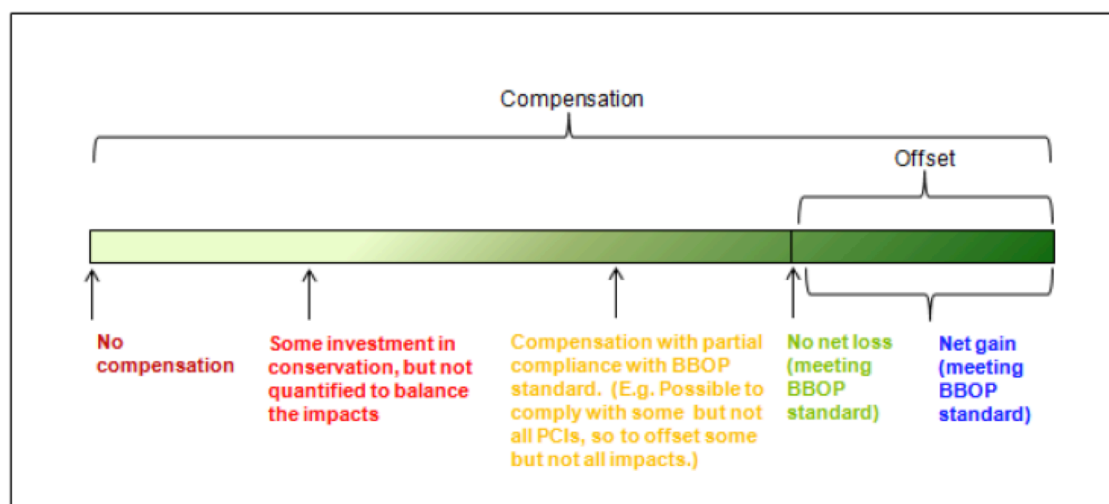 Compensation
Offset
No
compensation
Some investment in
conservation, but not
quantified to balance
the impacts
Compensation with partial
compliance with BBOP
standard.  (E.g. Possible to
comply with some  but not
all PCIs, so to offset some
but not all impacts.)
No net loss
(meeting
BBOP
standard)
Net gain
(meeting
BBOP
standard)